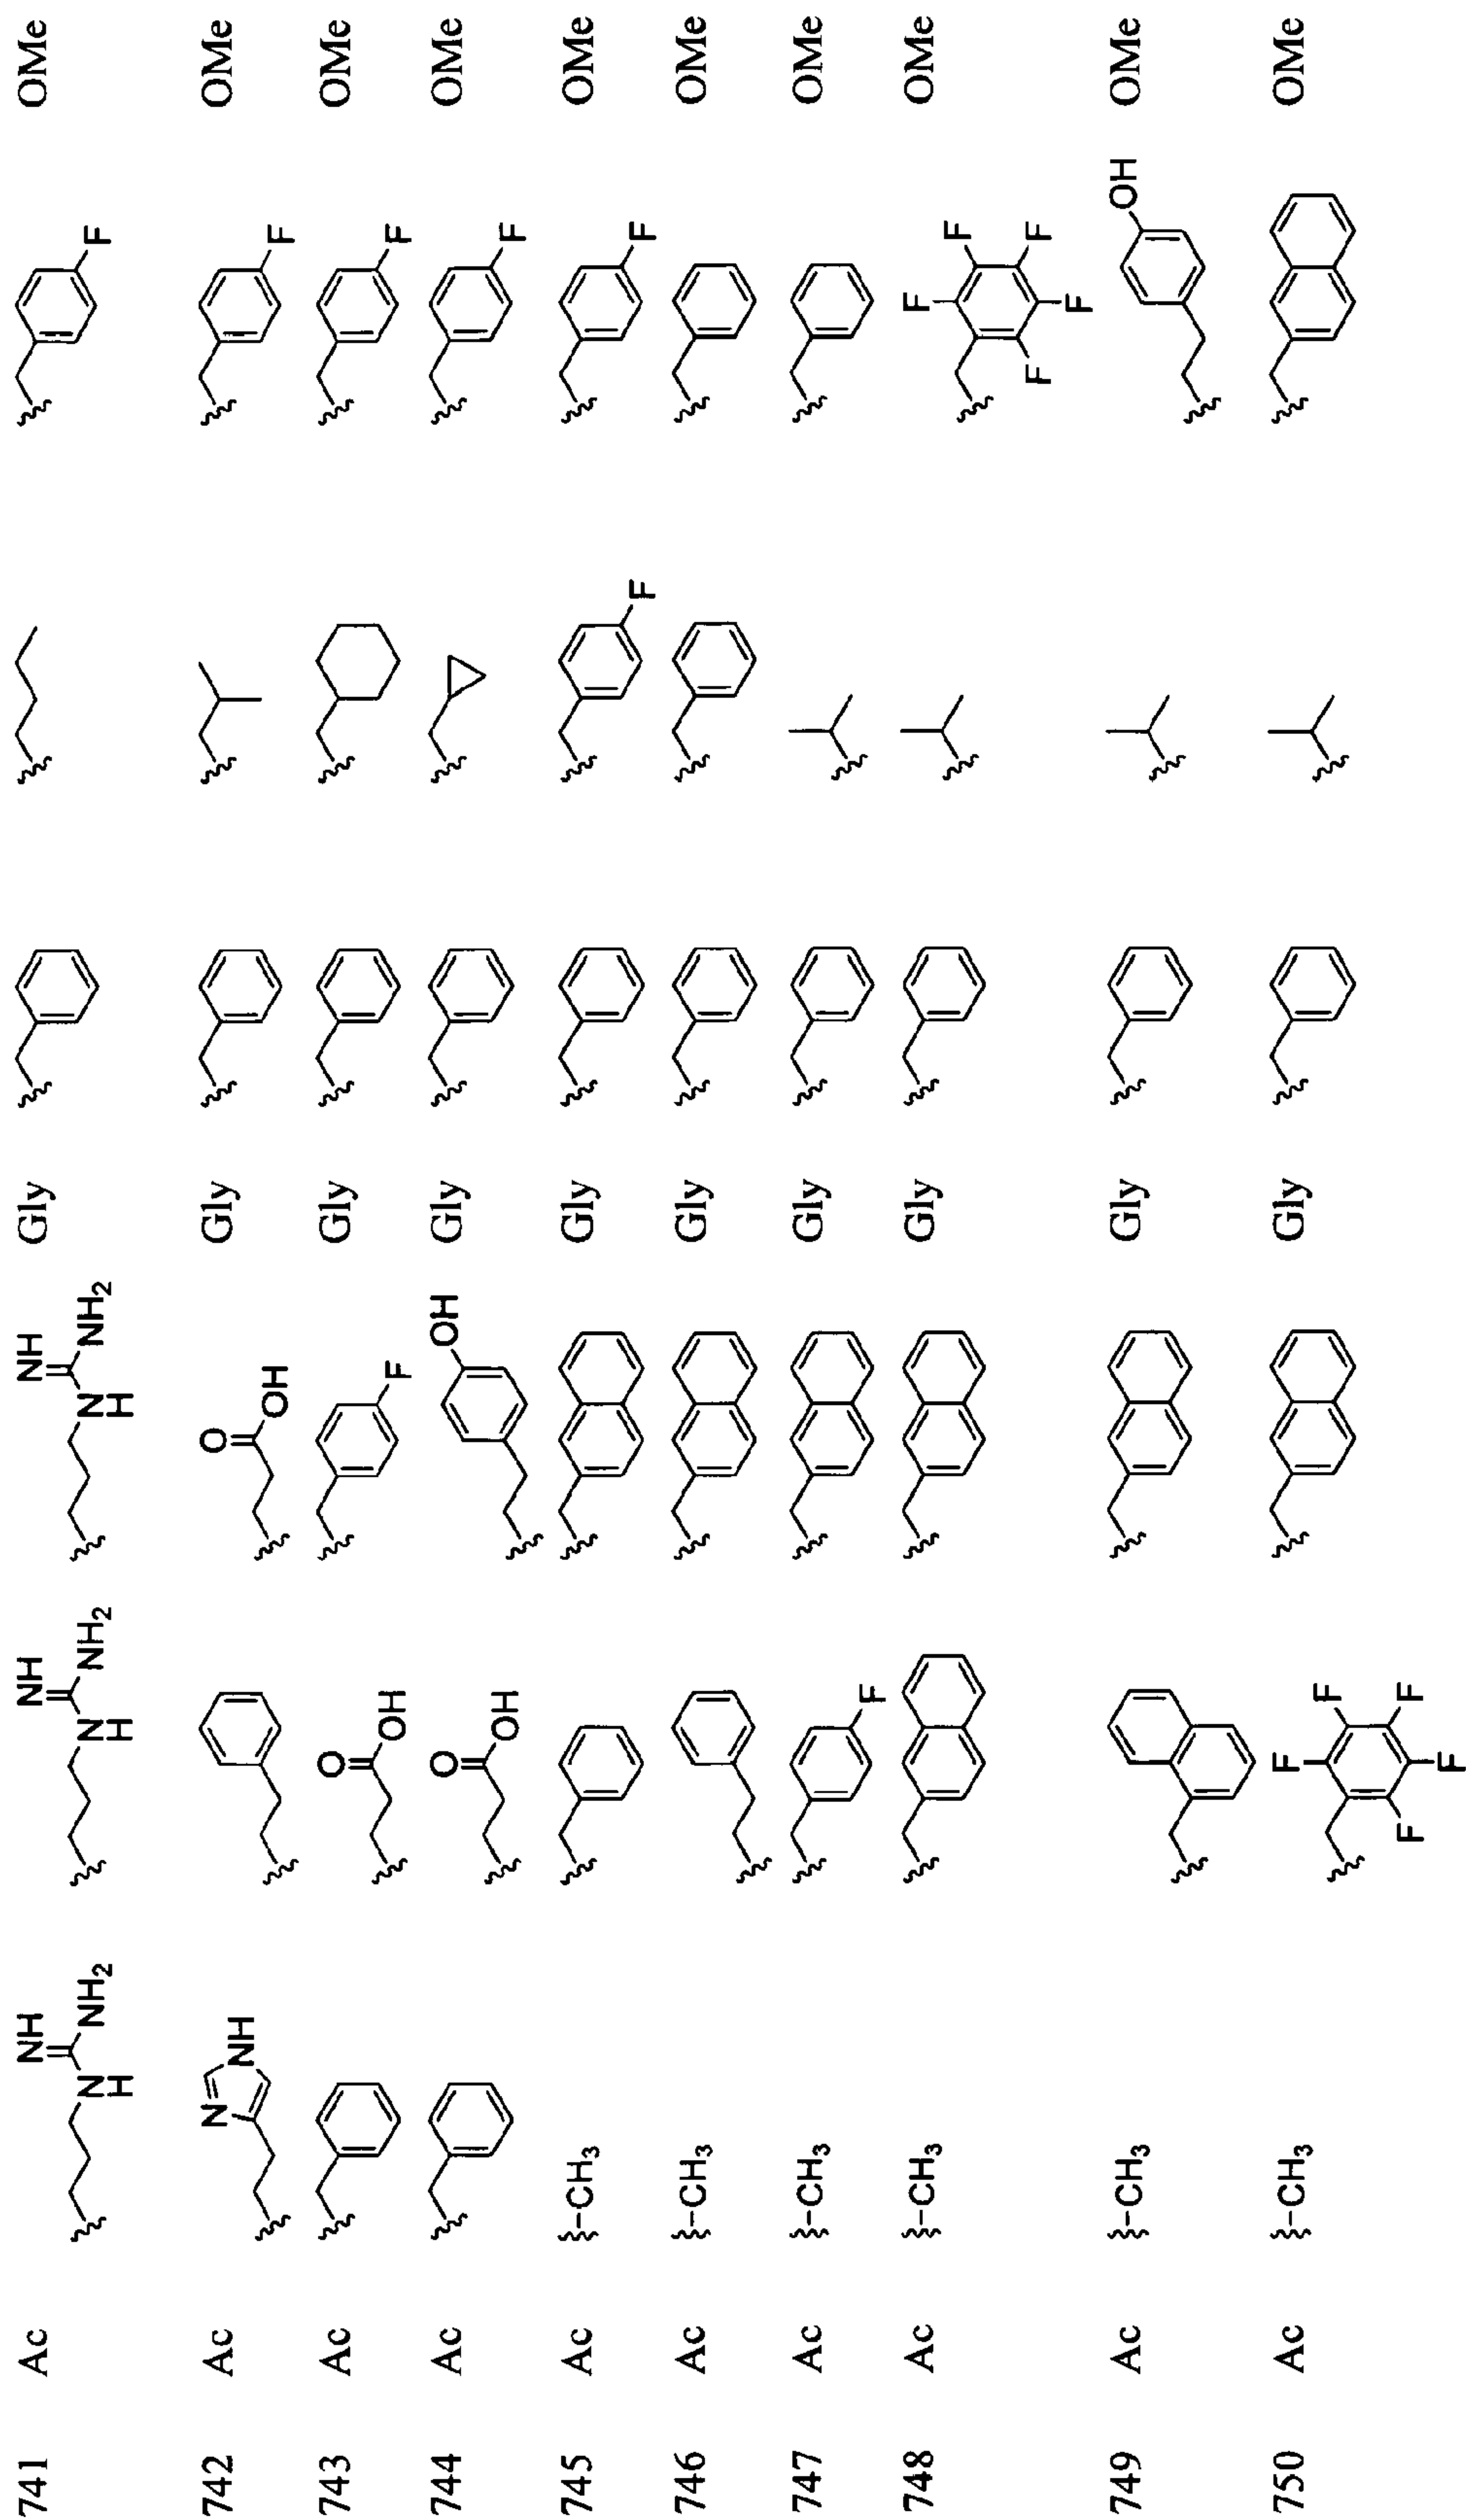 741 Ac NH N H NH2 NH N H NH2 NH N H NH2 Gly F OMe
742 Ac N NH O OH Gly F OMe
743 Ac O OH F Gly F OMe
744 Ac O OH OH Gly F OMe
745 Ac CH3 Gly F F OMe
746 Ac CH3 Gly OMe
747 Ac CH3 F Gly OMe
748 Ac CH3 Gly F F F F F OMe
749 Ac CH3 Gly OH OMe
750 Ac CH3 F F F F F Gly OMe